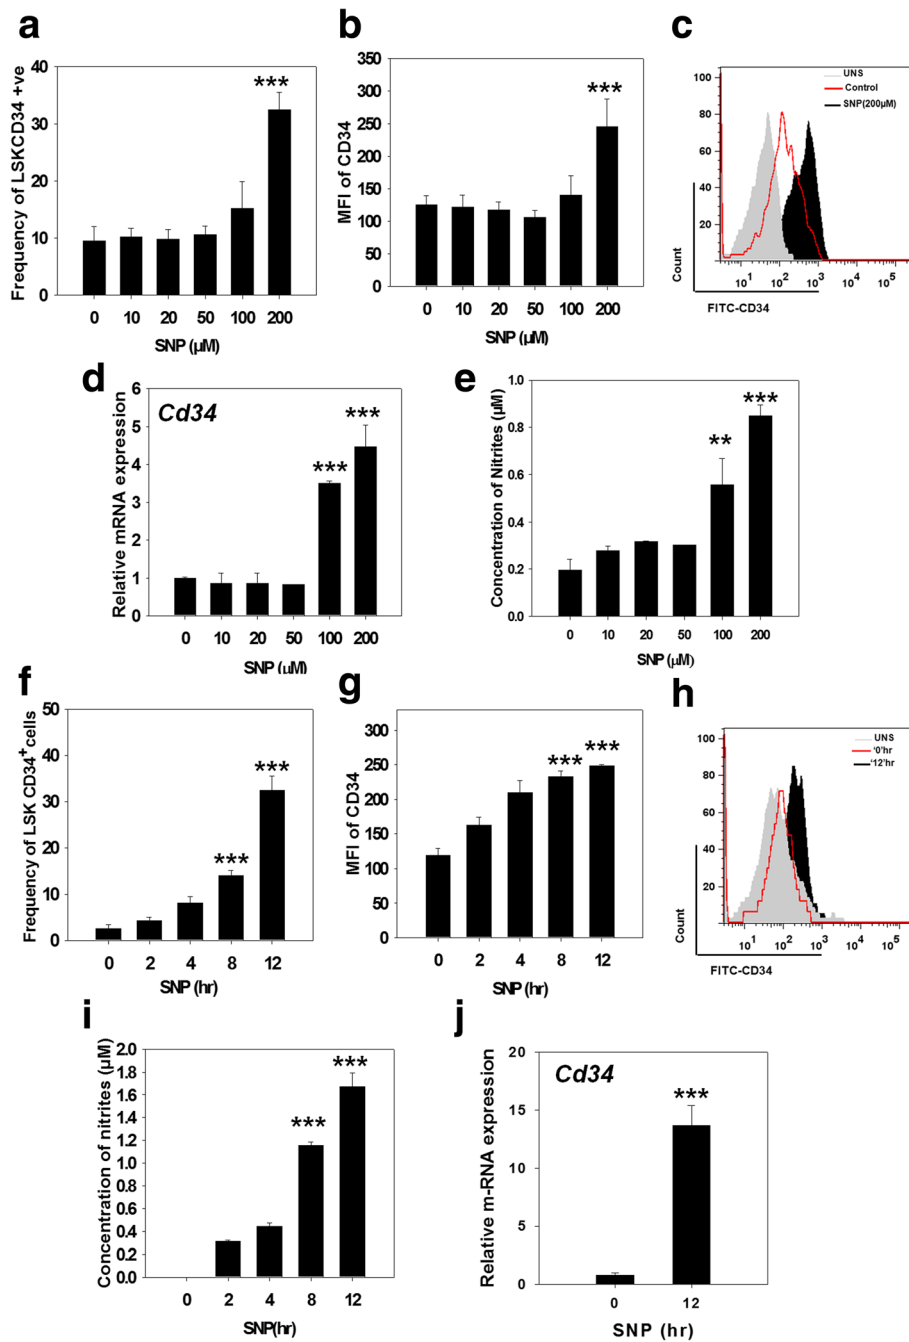 a
Frequency of LSKCD34 +ve
40
30
20
10
0
***
0 10 20 50 100 200
SNP (µM)
b
MFI of CD34
350
300
250
200
150
100
50
0
***
0 10 20 50 100 200
SNP (µM)
c
UNS
Control
SNP(200µM)
100
80
60
40
20
Count
10¹ 10² 10³ 10⁴ 10⁵
FITC-CD34
d
Cd34
Relative mRNA expression
6
5
4
3
2
1
0
***
***
0 10 20 50 100 200
SNP (µM)
e
Concentration of Nitrites (µM)
1.0
0.8
0.6
0.4
0.2
0.0
**
***
0 10 20 50 100 200
SNP (µM)
f
Frequency of LSK CD34⁺cells
50
40
30
20
10
0
***
***
0 2 4 8 12
SNP (hr)
g
MFI of CD34
300
250
200
150
100
50
0
***
***
0 2 4 8 12
SNP (hr)
h
UNS
'0'hr
'12'hr
100
80
60
40
20
Count
10¹ 10² 10³ 10⁴ 10⁵
FITC-CD34
i
Concentration of nitrites (µM)
2.0
1.8
1.6
1.4
1.2
1.0
0.8
0.6
0.4
0.2
0.0
***
***
0 2 4 8 12
SNP(hr)
j
Cd34
Relative m-RNA expression
20
15
10
5
0
***
0 12
SNP (hr)